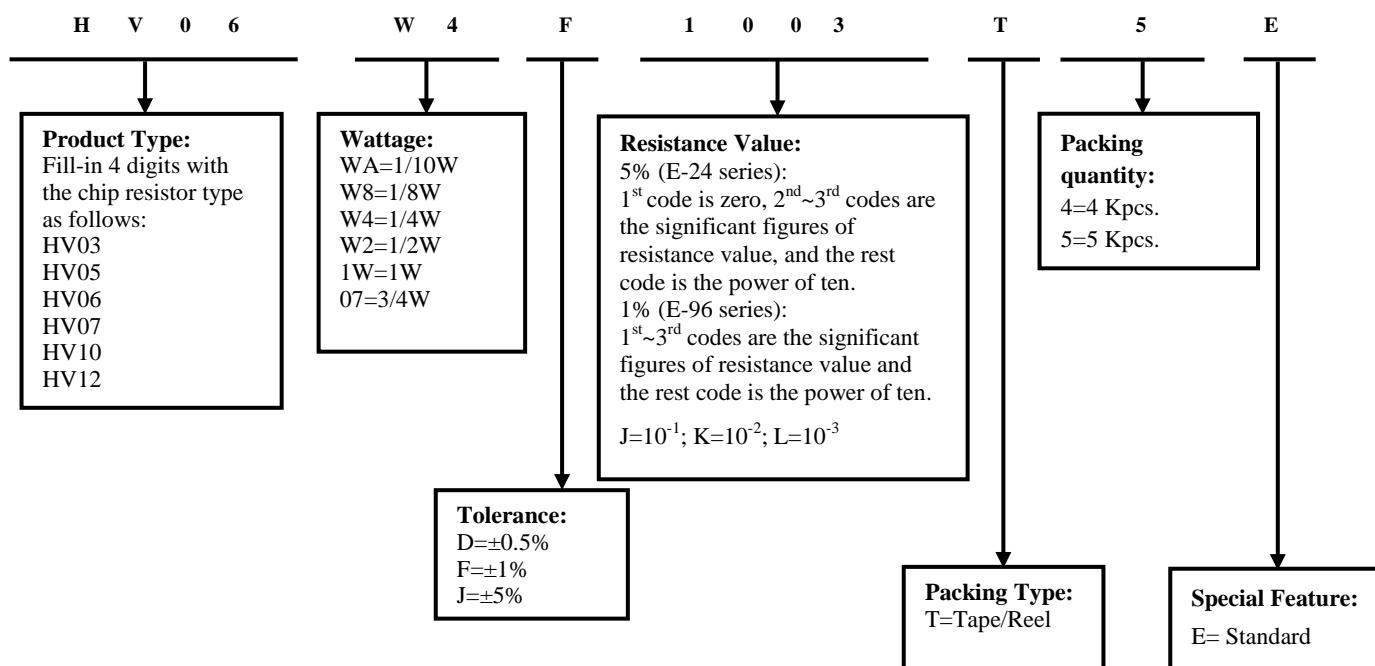 H V 0 6 W 4 F 1 0 0 3 T 5 E
Product Type:
Fill-in 4 digits with
the chip resistor type
as follows:
HV03
HV05
HV06
HV07
HV10
HV12
Wattage:
WA=1/10W
W8=1/8W
W4=1/4W
W2=1/2W
1W=1W
07=3/4W
Resistance Value:
5% (E-24 series):
1st code is zero, 2nd~3rd codes are
the significant figures of
resistance value, and the rest
code is the power of ten.
1% (E-96 series):
1st~3rd codes are the significant
figures of resistance value and
the rest code is the power of ten.
J=10-1; K=10-2; L=10-3
Packing
quantity:
4=4 Kpcs.
5=5 Kpcs.
Tolerance:
D=±0.5%
F=±1%
J=±5%
Packing Type:
T=Tape/Reel
Special Feature:
E= Standard